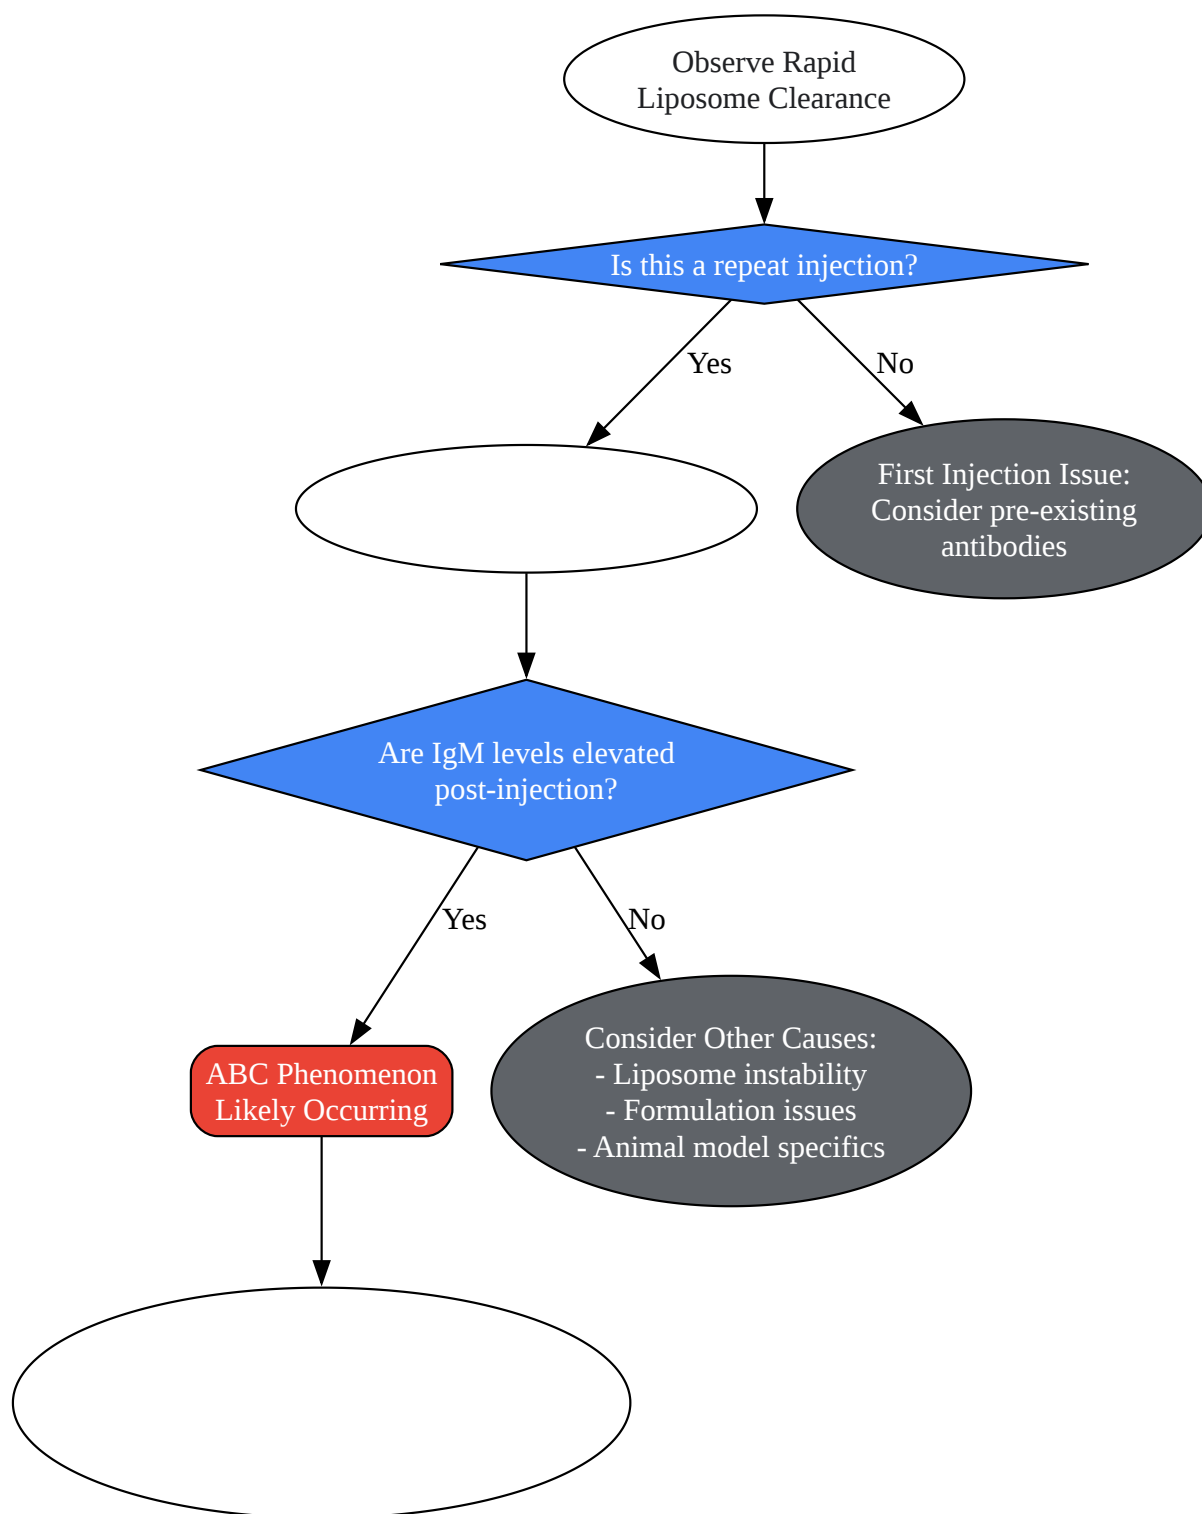 Observe Rapid
Liposome Clearance
Is this a repeat injection?
Yes
No
First Injection Issue:
Consider pre-existing
antibodies
Are IgM levels elevated
post-injection?
Yes
No
ABC Phenomenon
Likely Occurring
Consider Other Causes:
- Liposome instability
- Formulation issues
- Animal model specifics